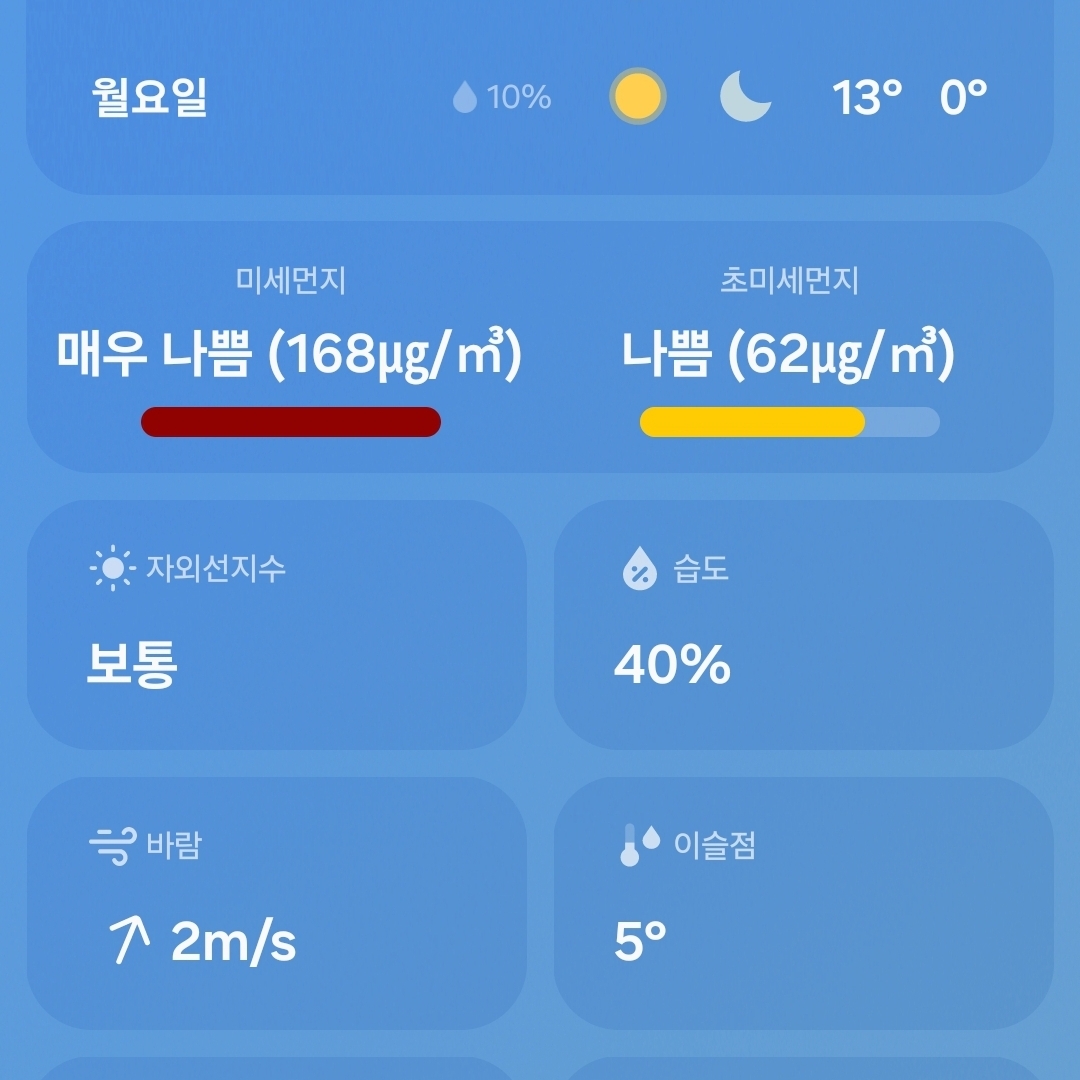 월요일 10% 13° 0°
미세먼지 초미세먼지
매우 나쁨 (168㎍/㎥) 나쁨 (62㎍/㎥)
자외선지수 습도
보통 40%
바람 이슬점
2m/s 5°